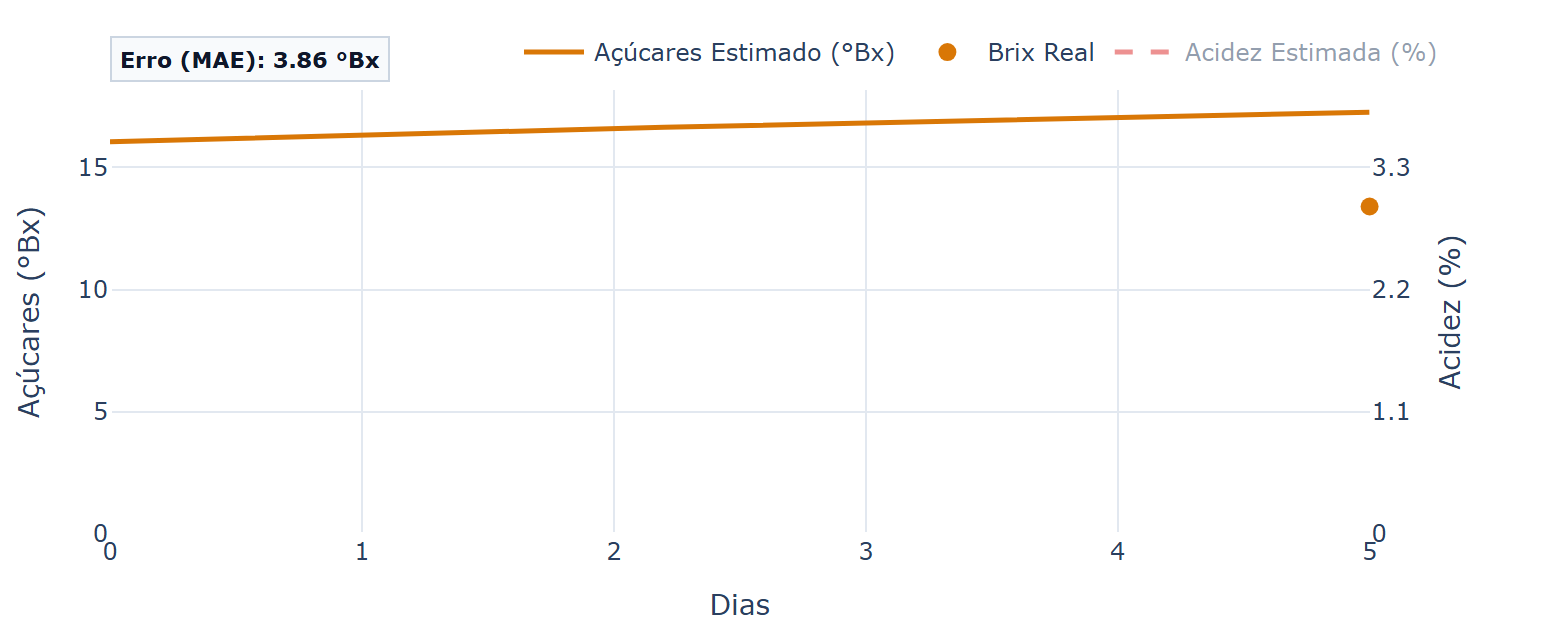 Erro (MAE): 3.86 ºBx
Açúcares Estimado (°Bx)
Brix Real
Acidez Estimada (%)
15
10
5
0
Açúcares (°Bx)
3.3
2.2
1.1
0
Acidez (%)
0
1
2
3
4
5
Dias